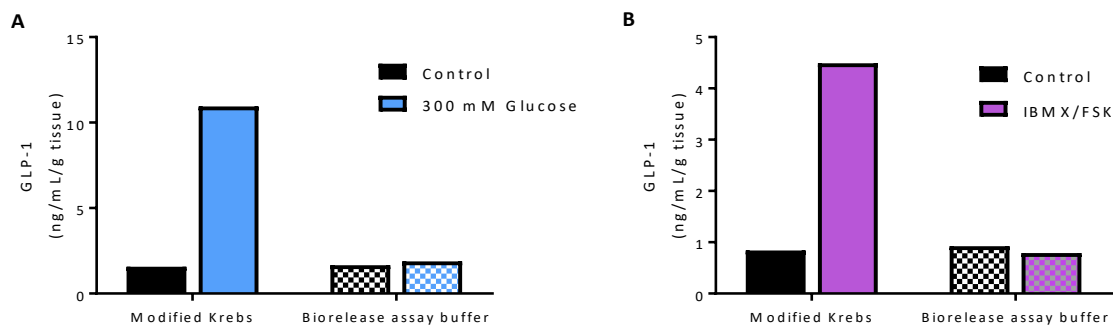 A
GLP-1
(ng/mL/g tissue)
15
10
5
0
Control
300 mM Glucose
Modified Krebs
Biorelease assay buffer
B
GLP-1
(ng/mL/g tissue)
5
4
3
2
1
0
Control
IBMX/FSK
Modified Krebs
Biorelease assay buffer